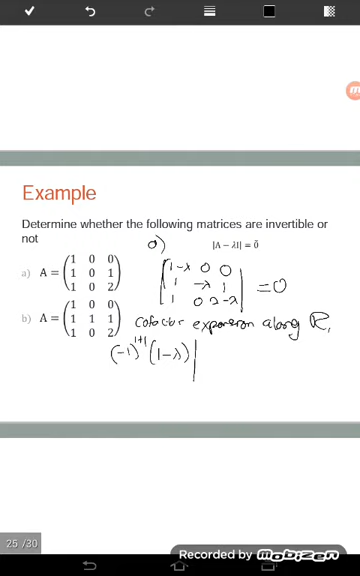 Example
Determine whether the following matrices are invertible or
not
a)
|A − λI| = 0̄
a) A = (1 0 0
1 0 1
1 0 2)
|1-λ 0 0
1 -λ 1
1 0 2-λ| = 0
b) A = (1 0 0
1 1 1
1 0 2)
cofactor expansion along R₁
(-1)¹⁺¹ (1-λ) |
25 /30
Recorded by
mobizen